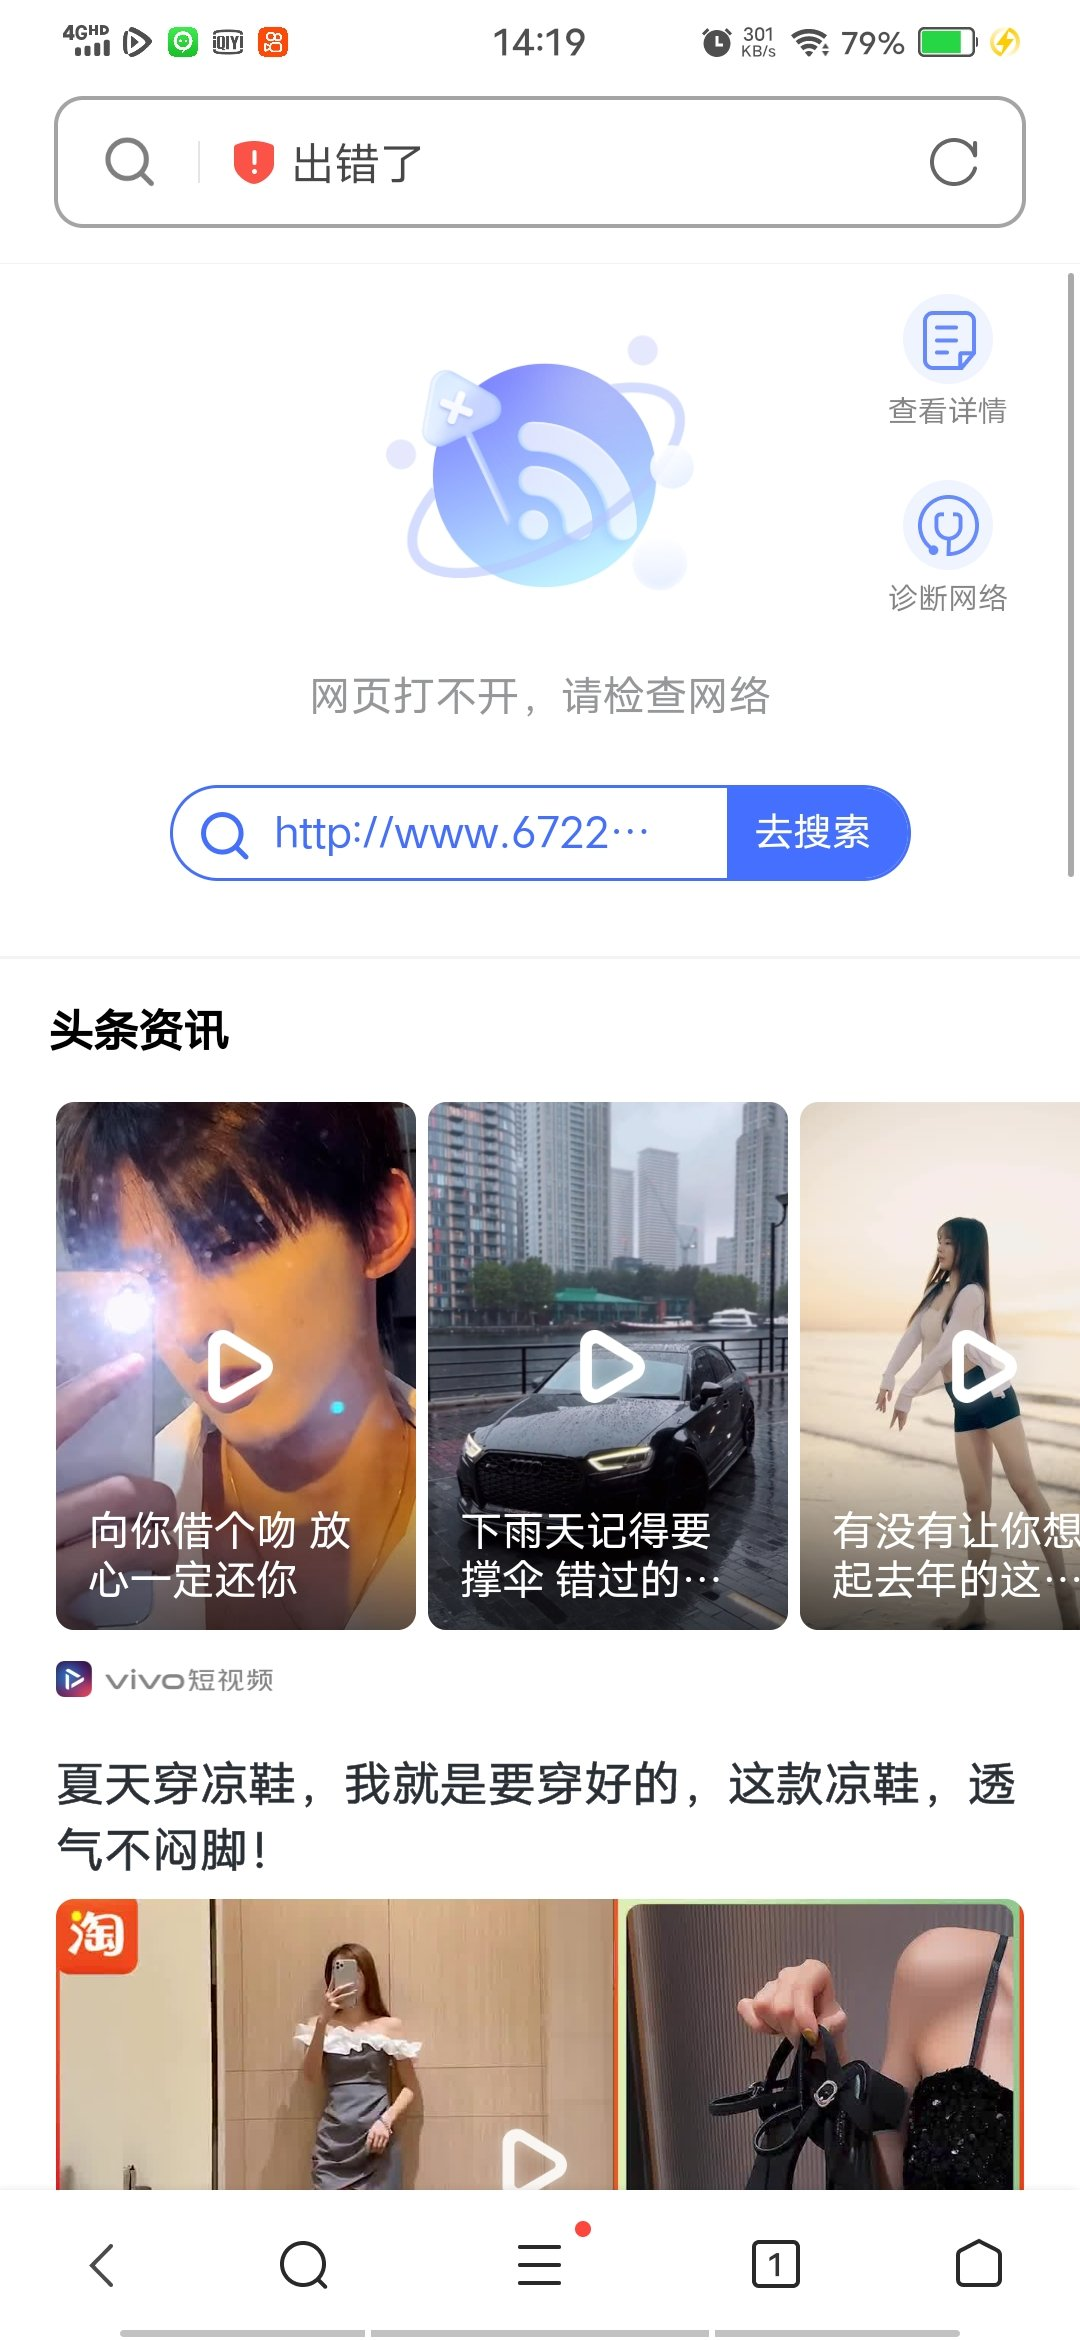 4GHD
iQIYI
14:19
301
KB/s
79%
出错了
查看详情
诊断网络
网页打不开，请检查网络
http://www.6722…
去搜索
头条资讯
向你借个吻 放
心一定还你
下雨天记得要
撑伞 错过的…
有没有让你想
起去年的这…
vivo短视频
夏天穿凉鞋，我就是要穿好的，这款凉鞋，透
气不闷脚！
淘
1